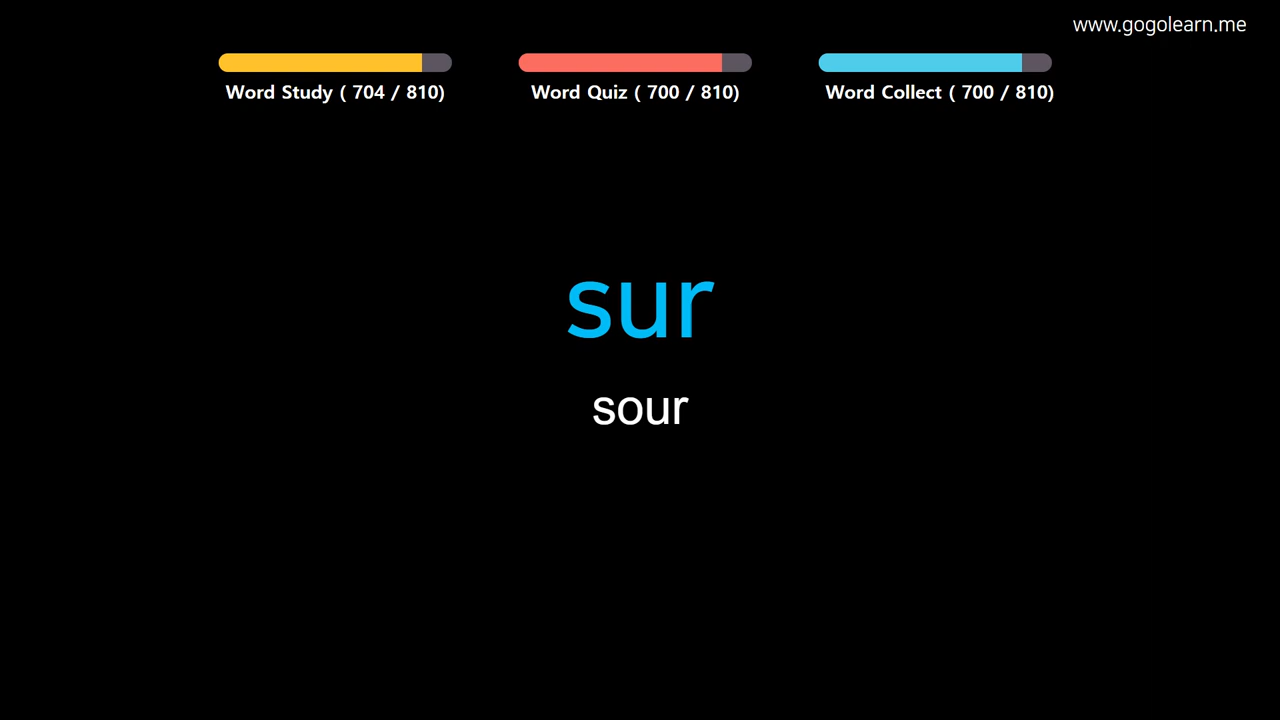 www.gogolearn.me
Word Study ( 704 / 810)
Word Quiz ( 700 / 810)
Word Collect ( 700 / 810)
sur
sour